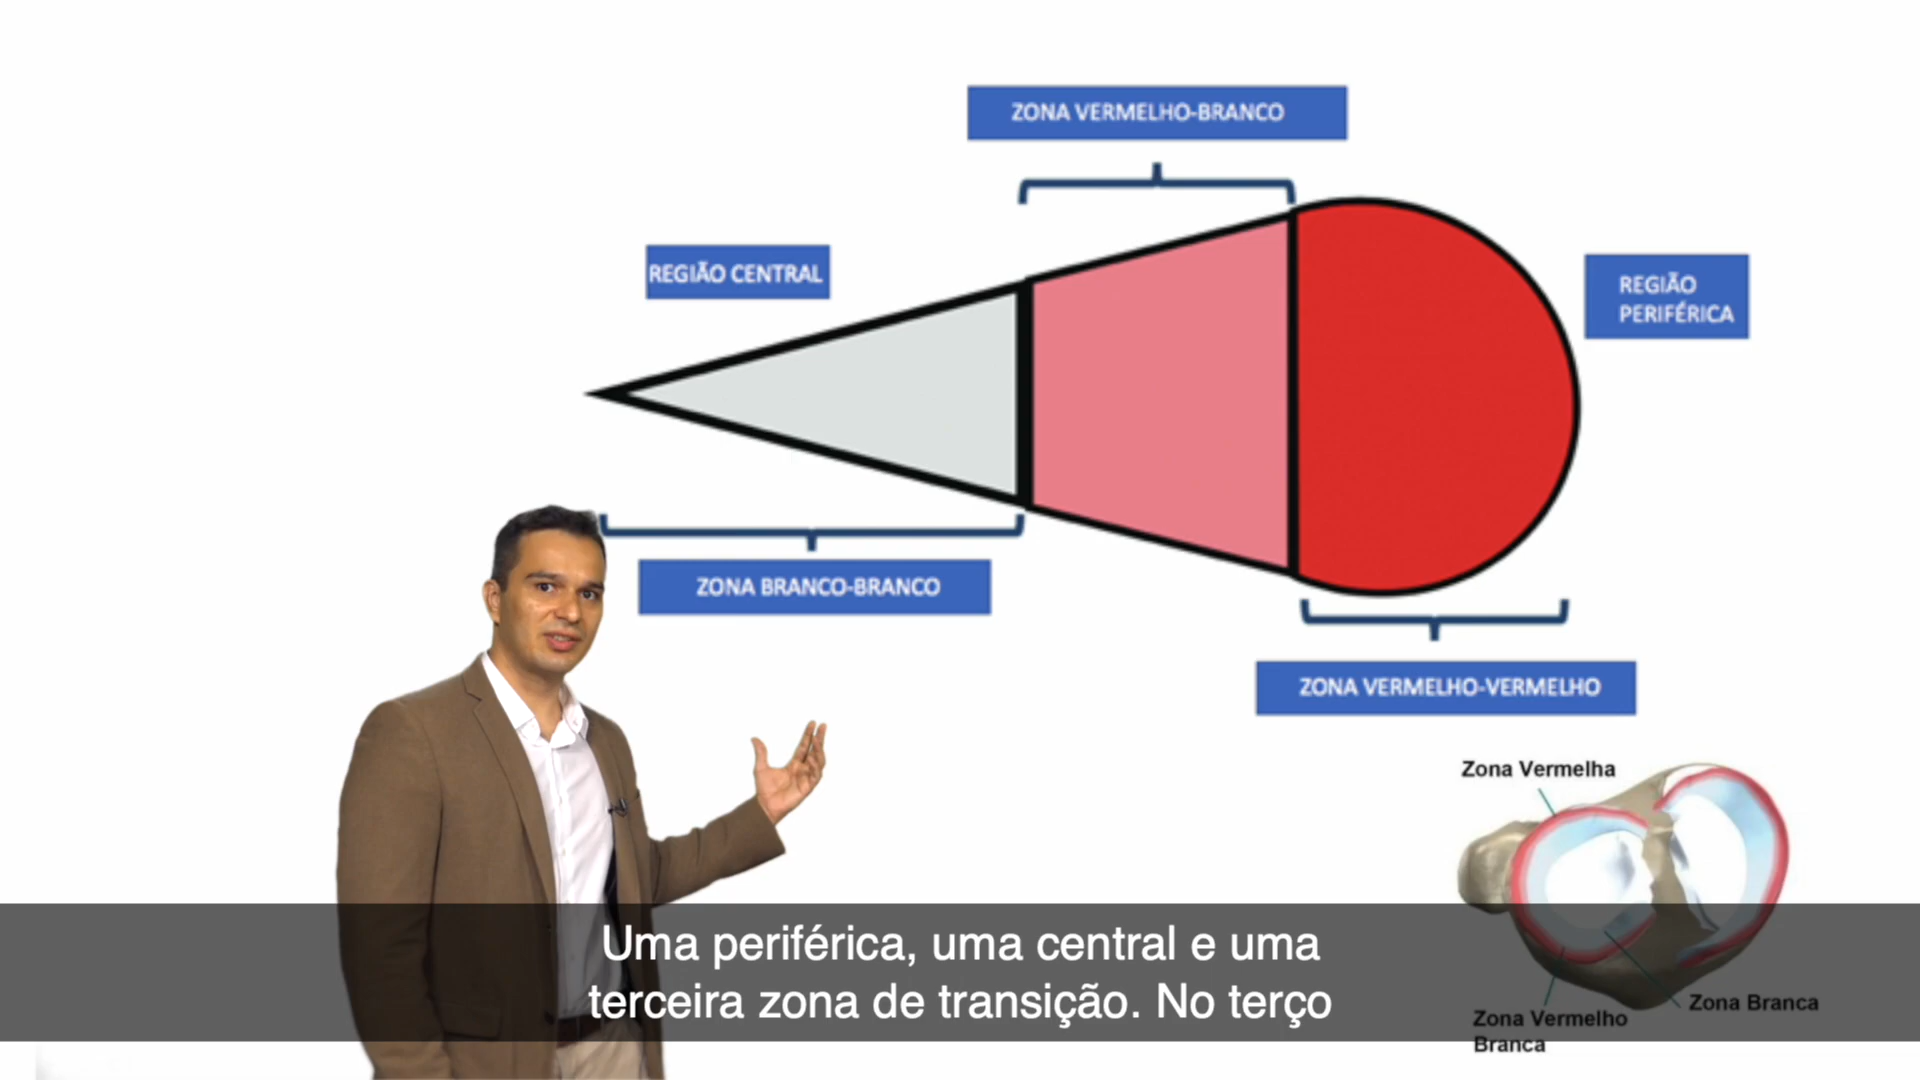 ZONA VERMELHO-BRANCO
REGIÃO CENTRAL
REGIÃO
PERIFÉRICA
ZONA BRANCO-BRANCO
ZONA VERMELHO-VERMELHO
Zona Vermelha
Uma periférica, uma central e uma
terceira zona de transição. No terço
Zona Branca
Zona Vermelho
Branca